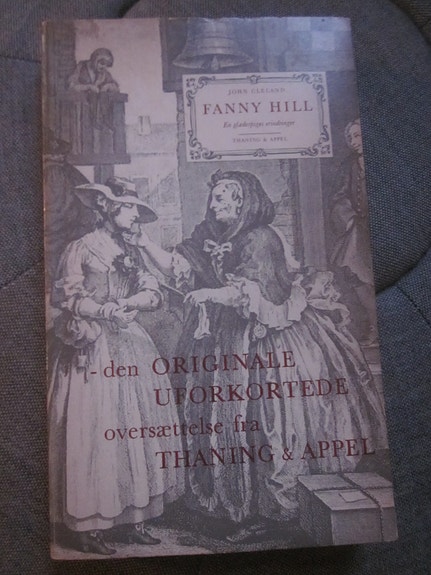 JOHN CLELAND
FANNY HILL
En glædespiges erindringer
THANING & APPEL
- den ORIGINALE
UFORKORTEDE
oversættelse fra
THANING & APPEL